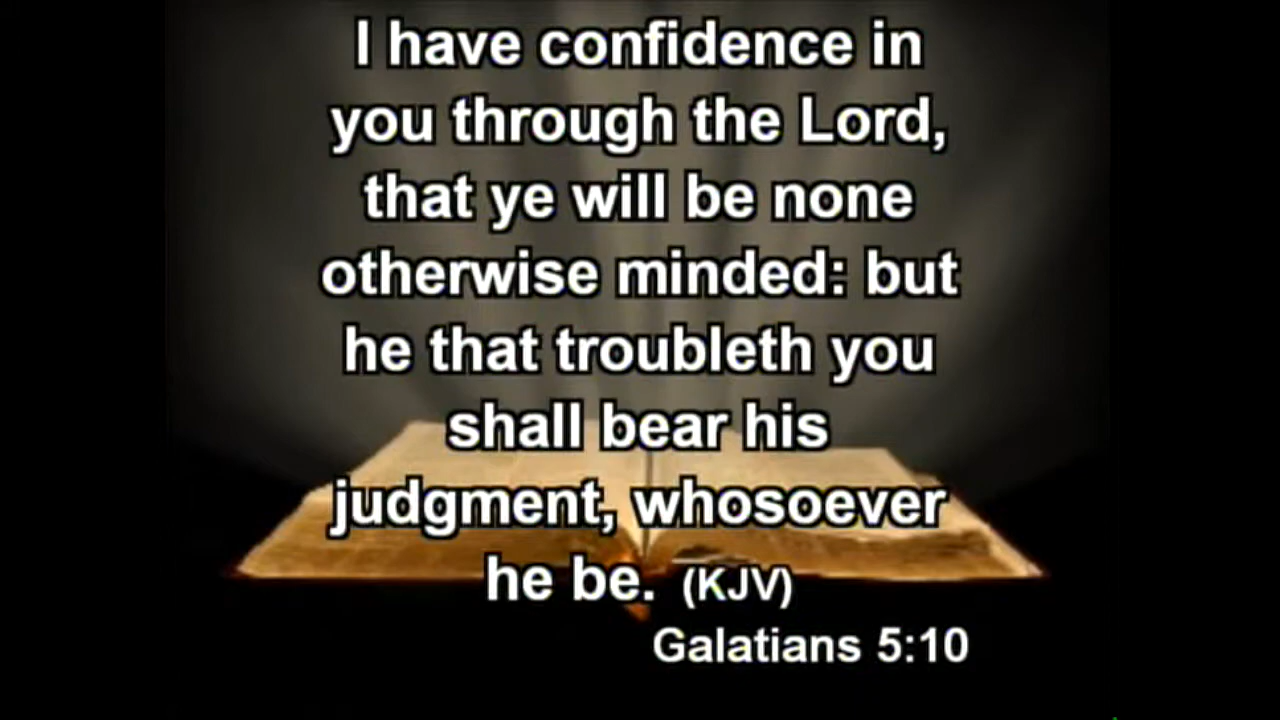 I have confidence in
you through the Lord,
that ye will be none
otherwise minded: but
he that troubleth you
shall bear his
judgment, whosoever
he be. (KJV)
Galatians 5:10